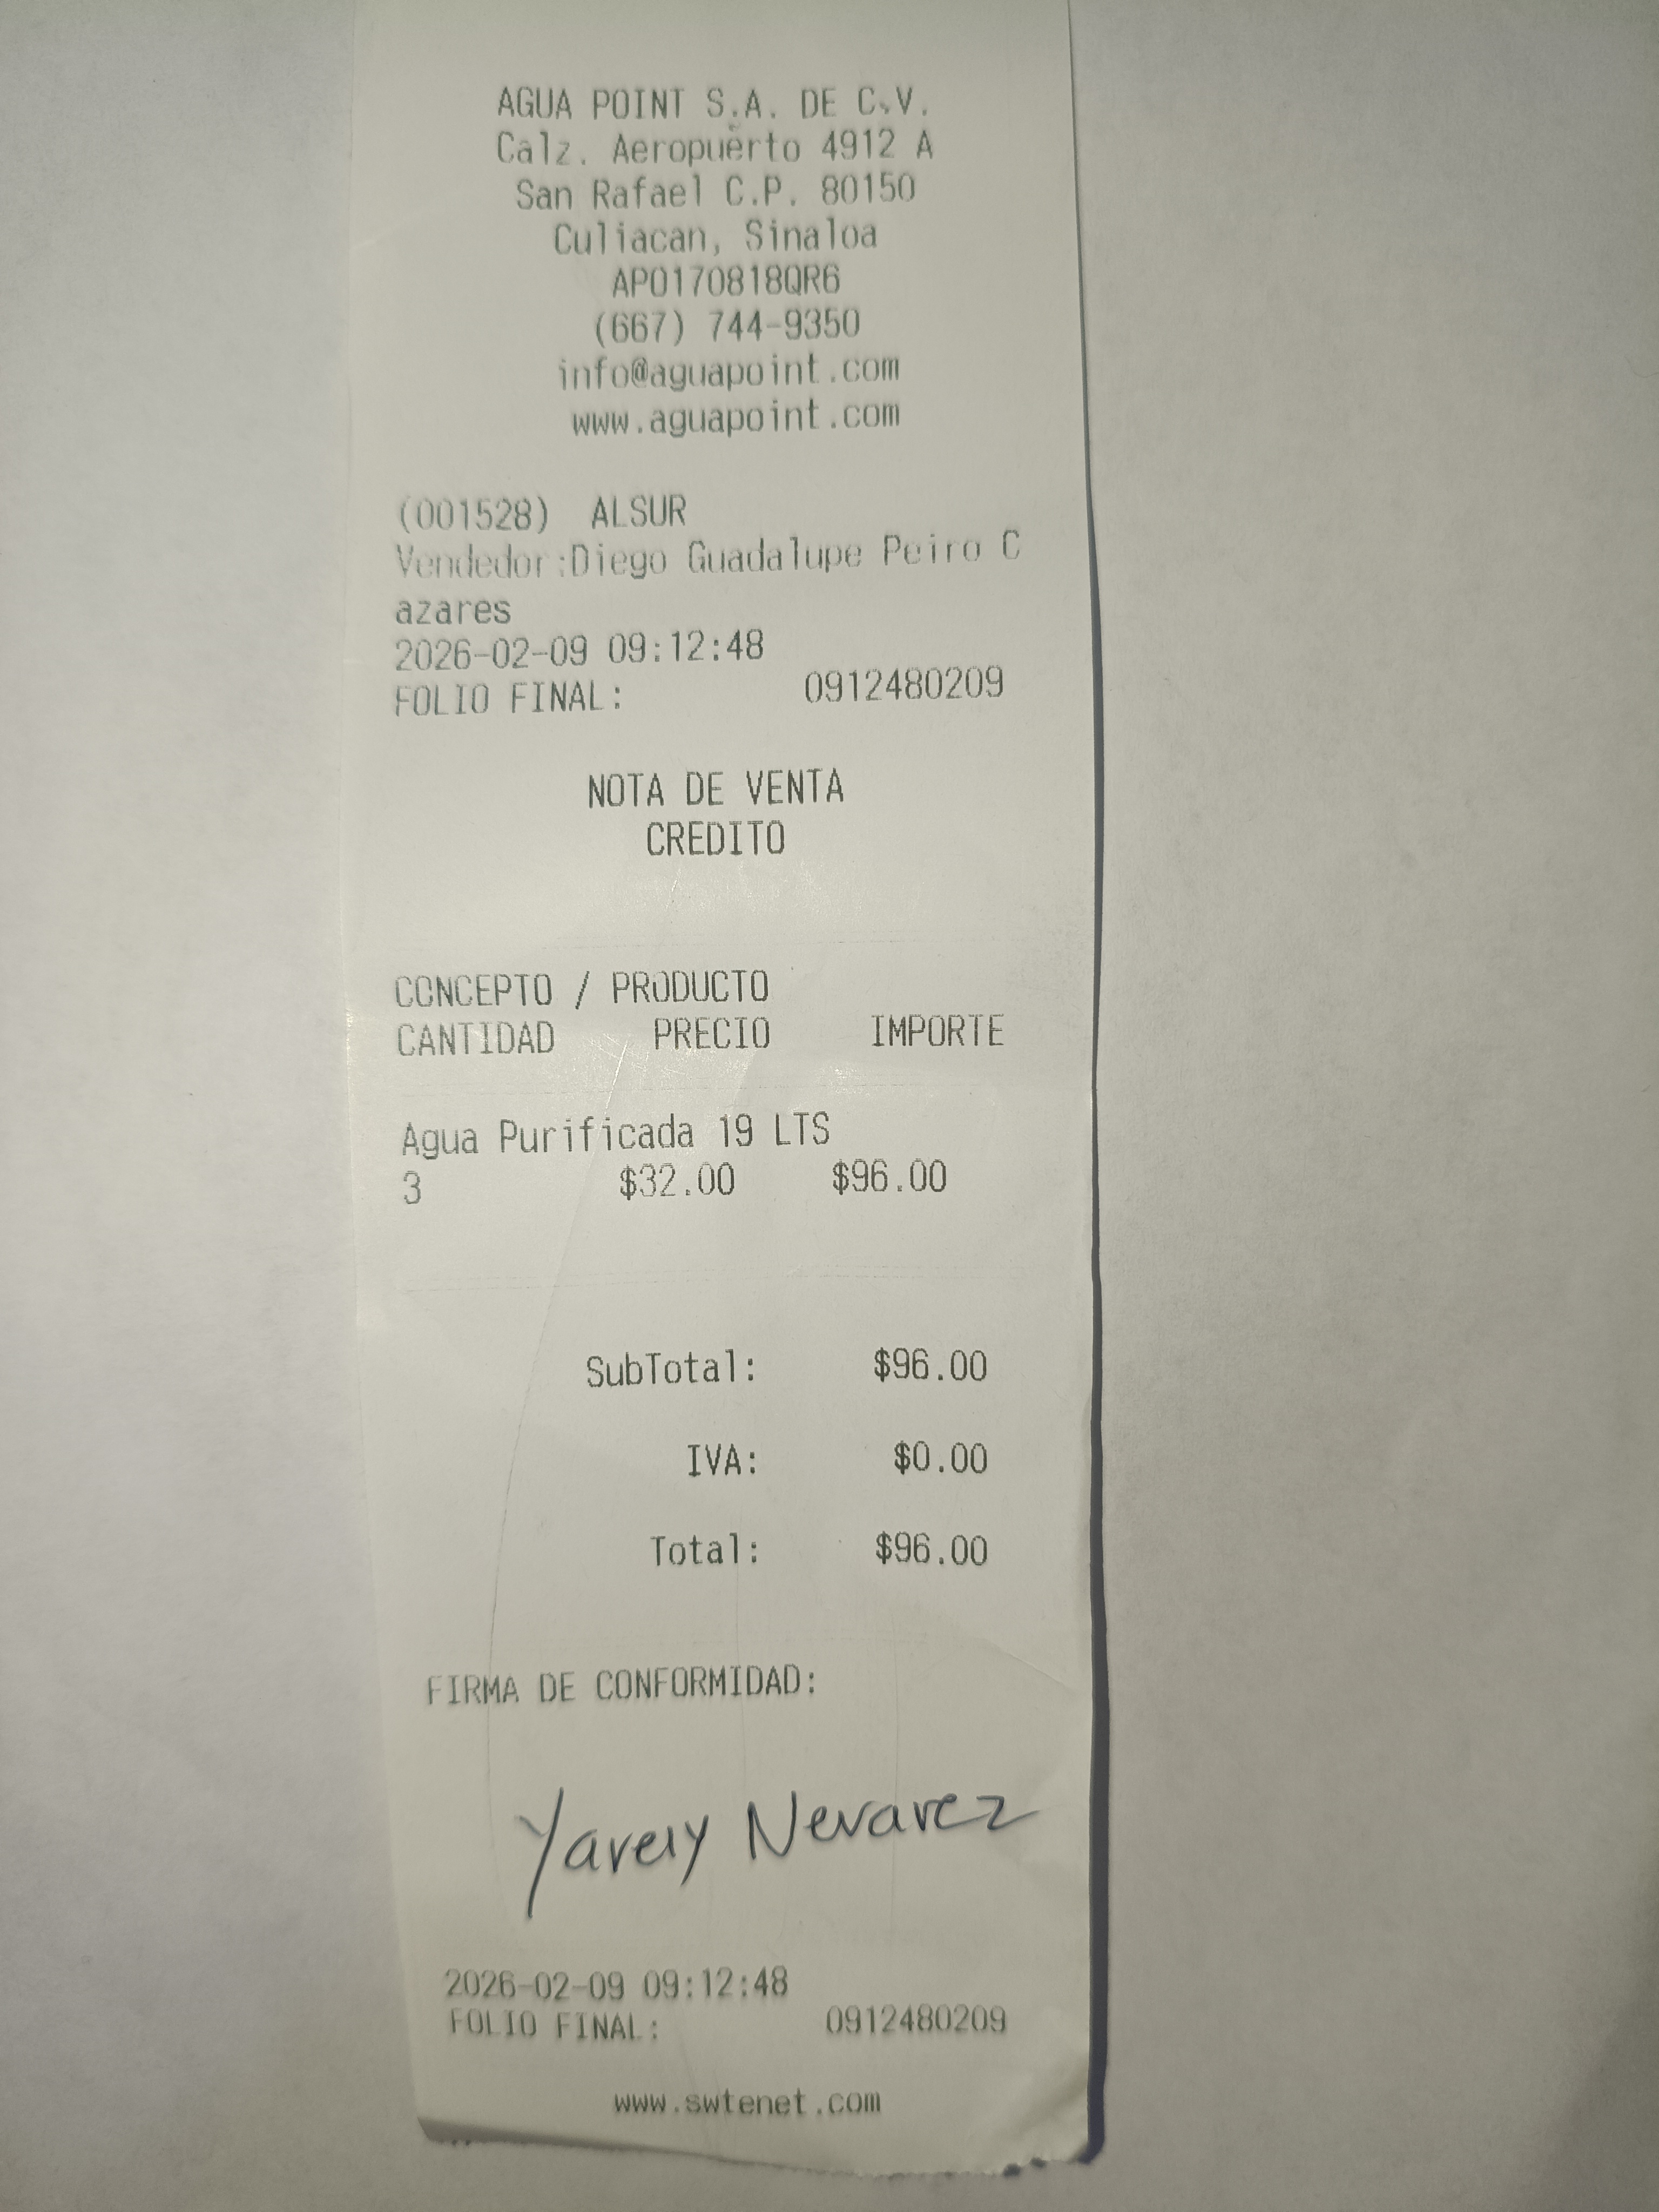 AGUA POINT S.A. DE C.V.
Calz. Aeropuerto 4912 A
San Rafael C.P. 80150
Culiacan, Sinaloa
APO170818QR6
(667) 744-9350
info@aguapoint.com
www.aguapoint.com
(001528) ALSUR
Vendedor:Diego Guadalupe Peiro C
azares
2026-02-09 09:12:48
FOLIO FINAL: 0912480209
NOTA DE VENTA
CREDITO
CONCEPTO / PRODUCTO
CANTIDAD PRECIO IMPORTE
Agua Purificada 19 LTS
3 $32.00 $96.00
SubTotal: $96.00
IVA: $0.00
Total: $96.00
FIRMA DE CONFORMIDAD:
Yarely Nevarez
2026-02-09 09:12:48
FOLIO FINAL: 0912480209
www.swtenet.com